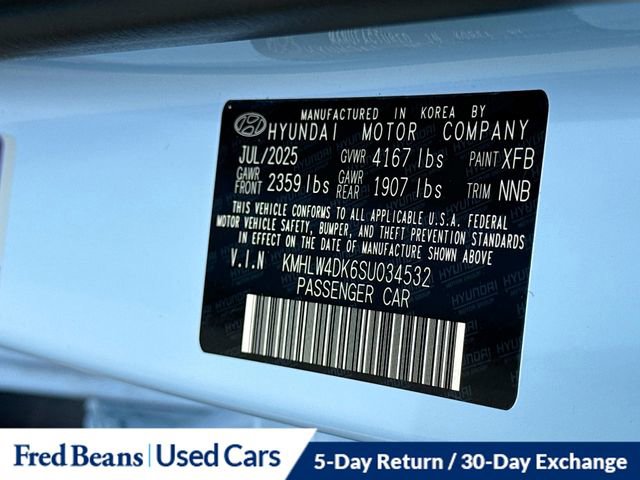 MANUFACTURED IN KOREA BY
HYUNDAI MOTOR COMPANY
JUL/2025 GVWR 4167 lbs PAINT XFB
GAWR FRONT 2359 lbs GAWR REAR 1907 lbs TRIM NNB
THIS VEHICLE CONFORMS TO ALL APPLICABLE U.S.A. FEDERAL
MOTOR VEHICLE SAFETY, BUMPER, AND THEFT PREVENTION STANDARDS
IN EFFECT ON THE DATE OF MANUFACTURE SHOWN ABOVE
V.I.N KMHLW4DK6SU034532
PASSENGER CAR
Fred Beans Used Cars
5-Day Return / 30-Day Exchange